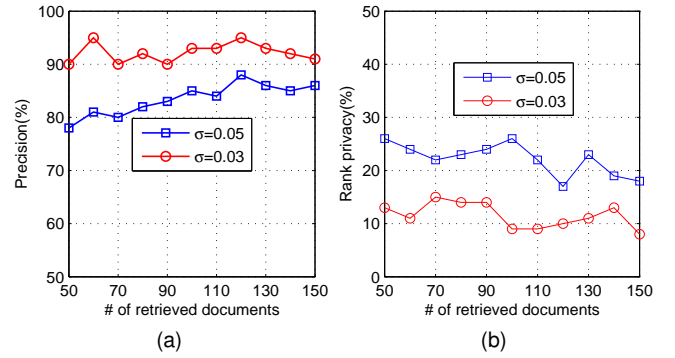 100
90
80
70
60
50
Precision(%)
σ=0.05
σ=0.03
50 70 90 110 130 150
# of retrieved documents
(a)
50
40
30
20
10
0
Rank privacy(%)
σ=0.05
σ=0.03
50 70 90 110 130 150
# of retrieved documents
(b)